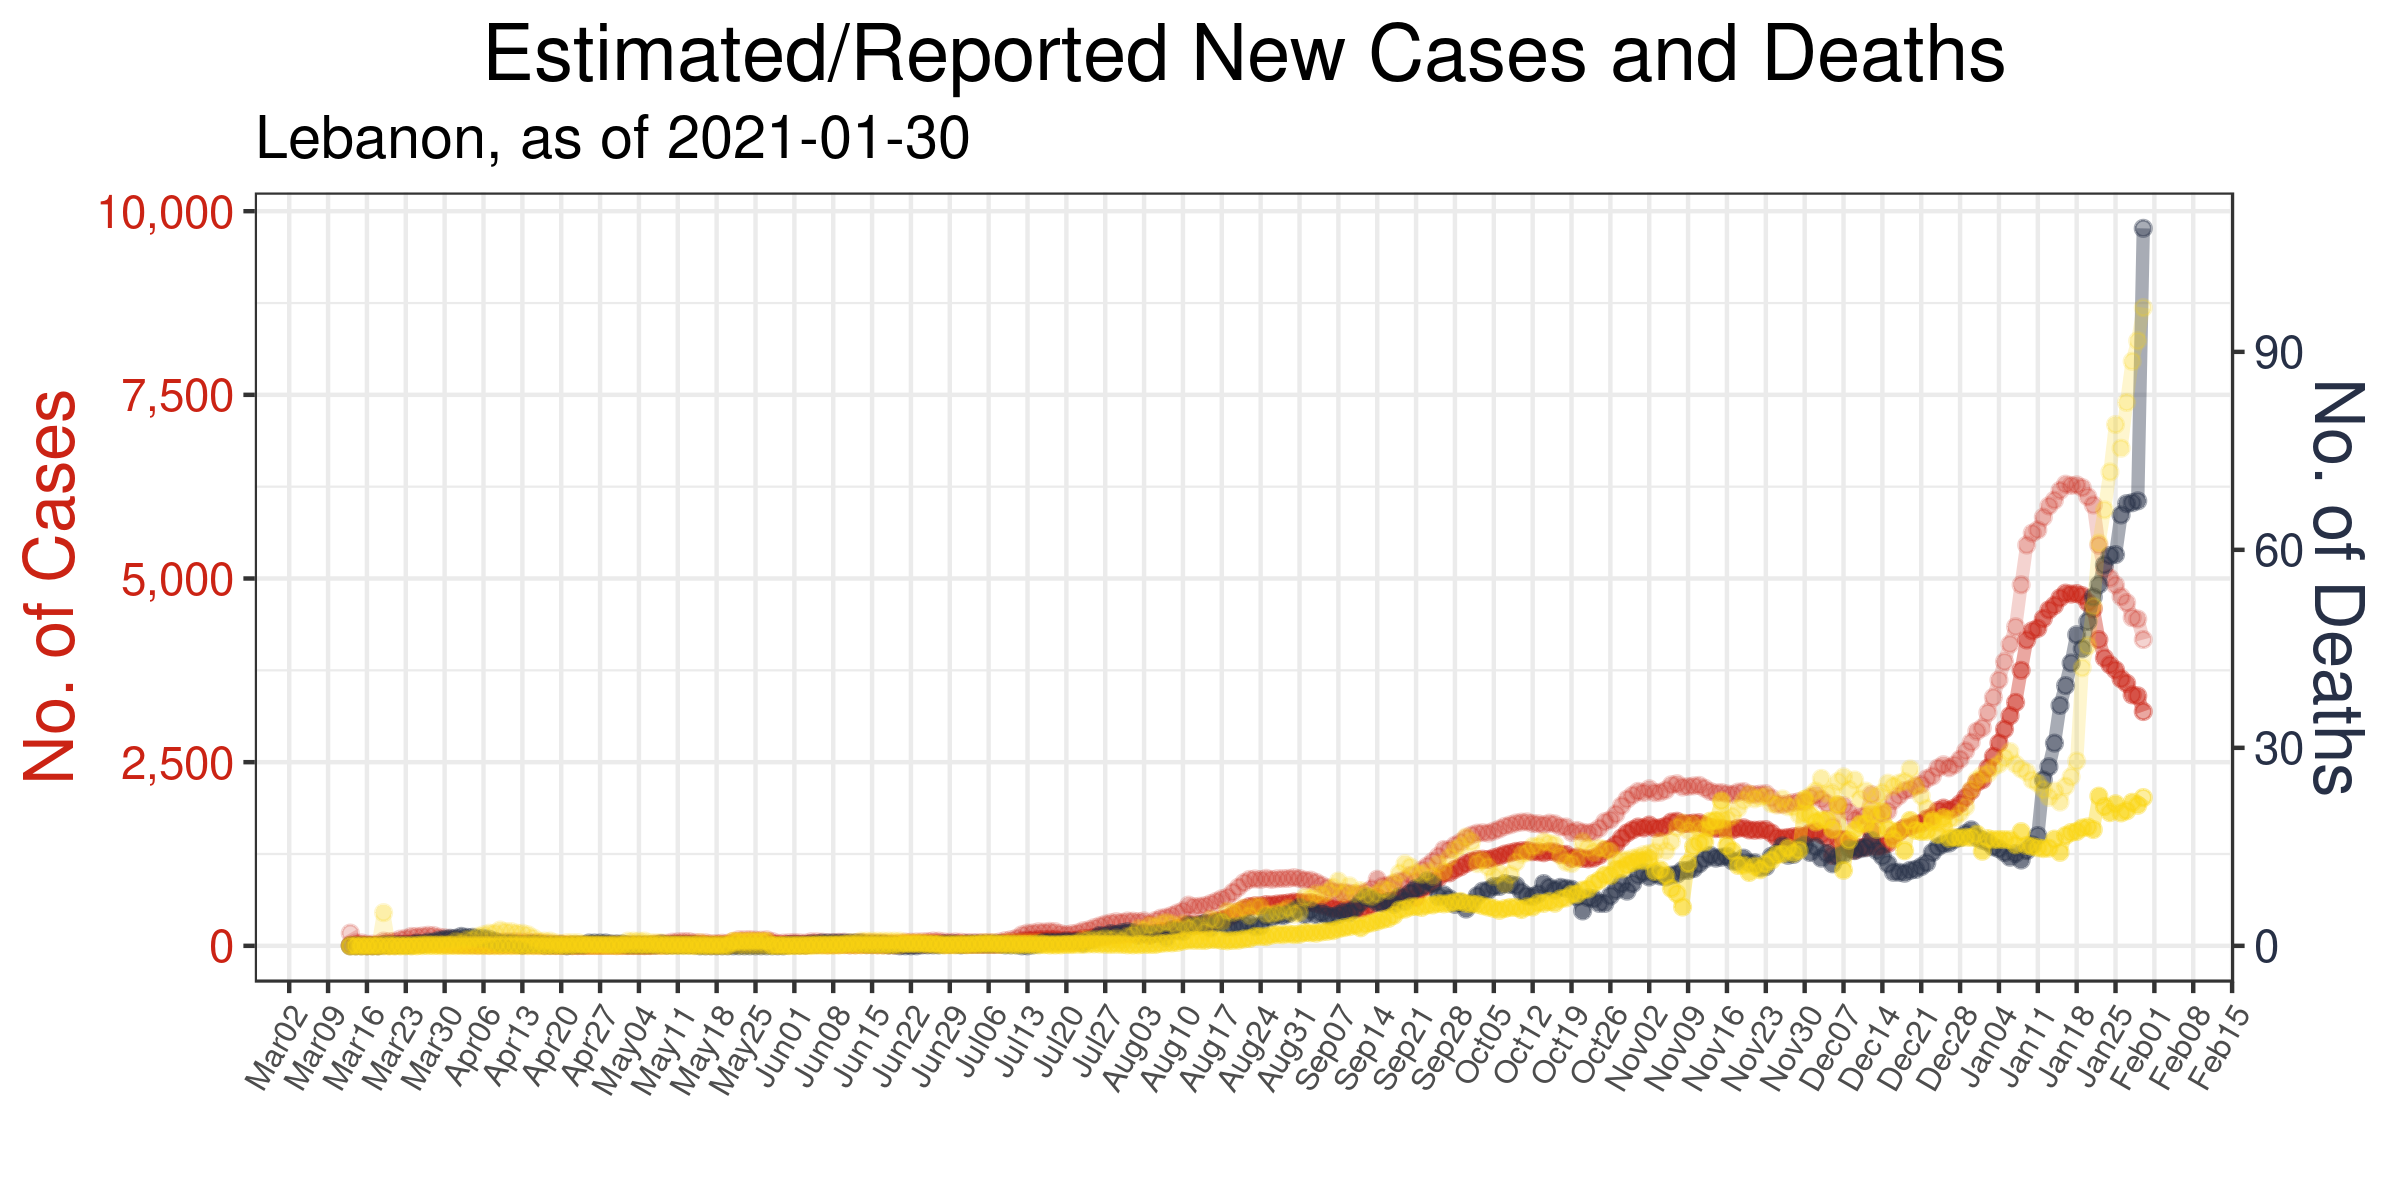 Estimated/Reported New Cases and Deaths
Lebanon, as of 2021-01-30
No. of Cases
10,000
7,500
5,000
2,500
0
90
60
30
0
No. of Deaths
Mar02
Mar09
Mar16
Mar23
Mar30
Apr06
Apr13
Apr20
Apr27
May04
May11
May18
May25
Jun01
Jun08
Jun15
Jun22
Jun29
Jul06
Jul13
Jul20
Jul27
Aug03
Aug10
Aug17
Aug24
Aug31
Sep07
Sep14
Sep21
Sep28
Oct05
Oct12
Oct19
Oct26
Nov02
Nov09
Nov16
Nov23
Nov30
Dec07
Dec14
Dec21
Dec28
Jan04
Jan11
Jan18
Jan25
Feb01
Feb08
Feb15